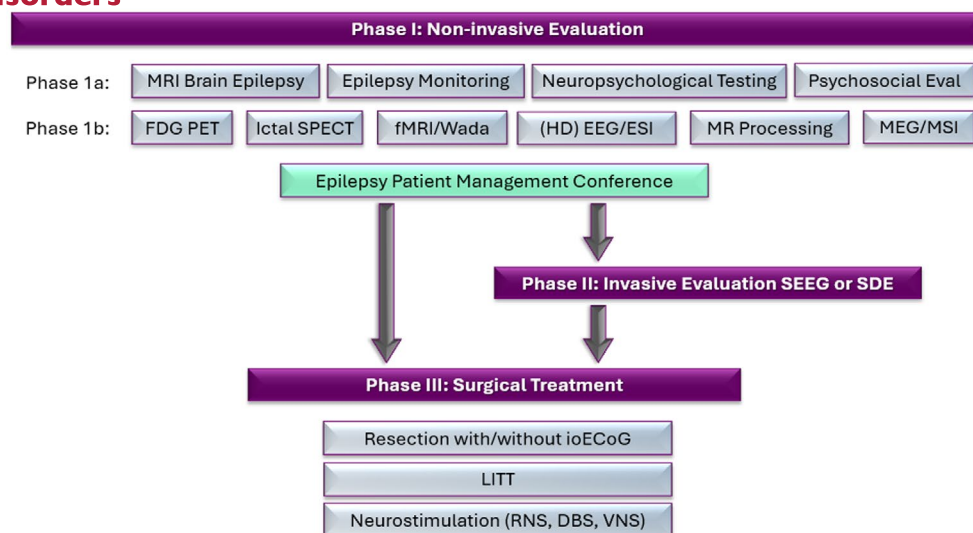 Phase I: Non-invasive Evaluation
Phase 1a: MRI Brain Epilepsy Epilepsy Monitoring Neuropsychological Testing Psychosocial Eval
Phase 1b: FDG PET Ictal SPECT fMRI/Wada (HD) EEG/ESI MR Processing MEG/MSI
Epilepsy Patient Management Conference
Phase II: Invasive Evaluation SEEG or SDE
Phase III: Surgical Treatment
Resection with/without ioECoG
LITT
Neurostimulation (RNS, DBS, VNS)